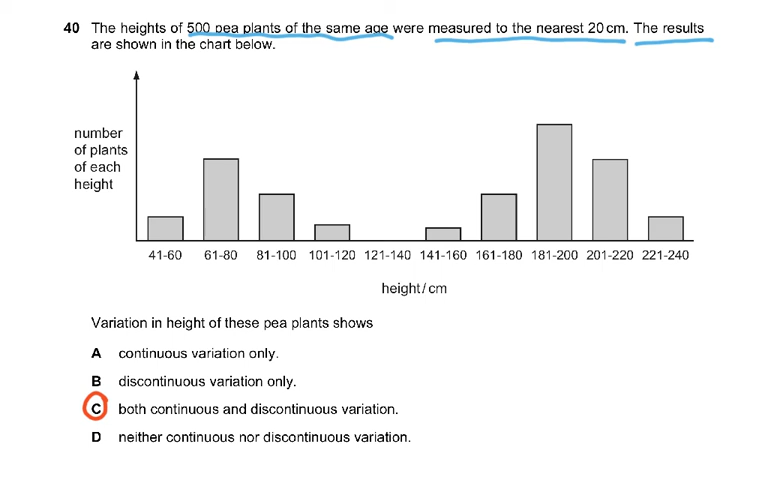 40 The heights of 500 pea plants of the same age were measured to the nearest 20 cm. The results
are shown in the chart below.
number
of plants
of each
height
41-60 61-80 81-100 101-120 121-140 141-160 161-180 181-200 201-220 221-240
height / cm
Variation in height of these pea plants shows
A continuous variation only.
B discontinuous variation only.
C both continuous and discontinuous variation.
D neither continuous nor discontinuous variation.